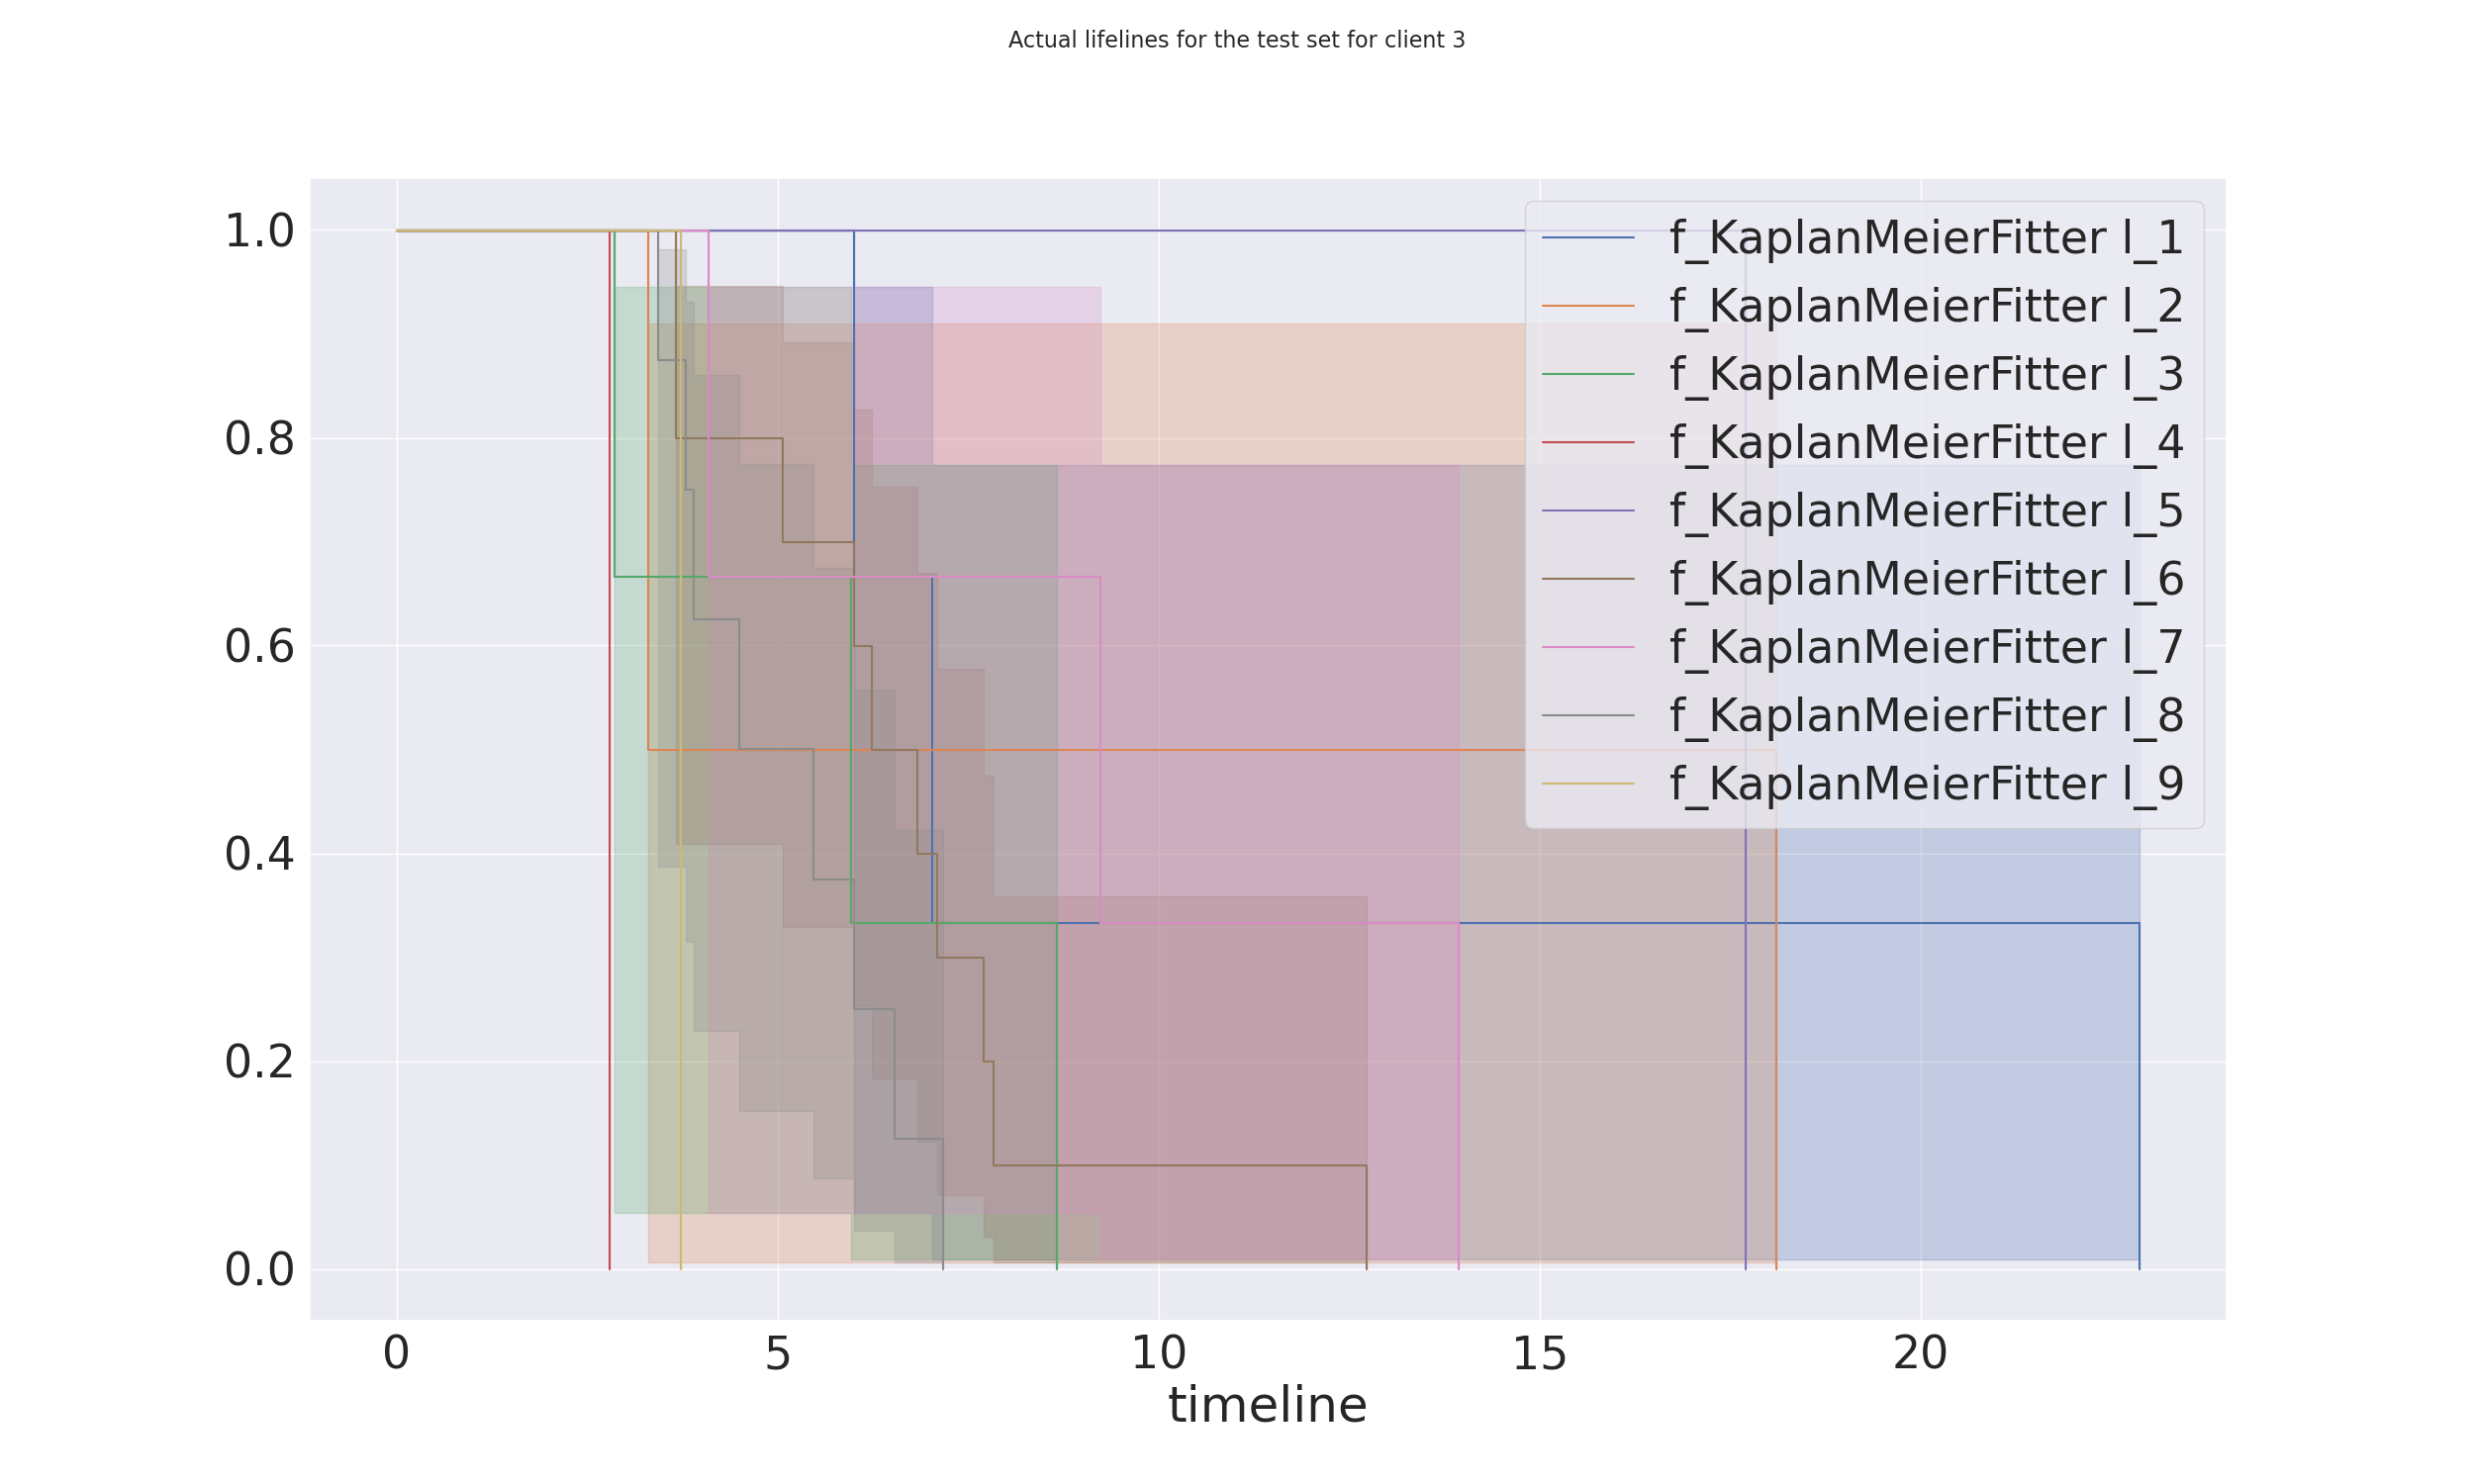 Actual lifelines for the test set for client 3
1.0
0.8
0.6
0.4
0.2
0.0
f_KaplanMeierFitter l_1
f_KaplanMeierFitter l_2
f_KaplanMeierFitter l_3
f_KaplanMeierFitter l_4
f_KaplanMeierFitter l_5
f_KaplanMeierFitter l_6
f_KaplanMeierFitter l_7
f_KaplanMeierFitter l_8
f_KaplanMeierFitter l_9
0 5 10 15 20
timeline